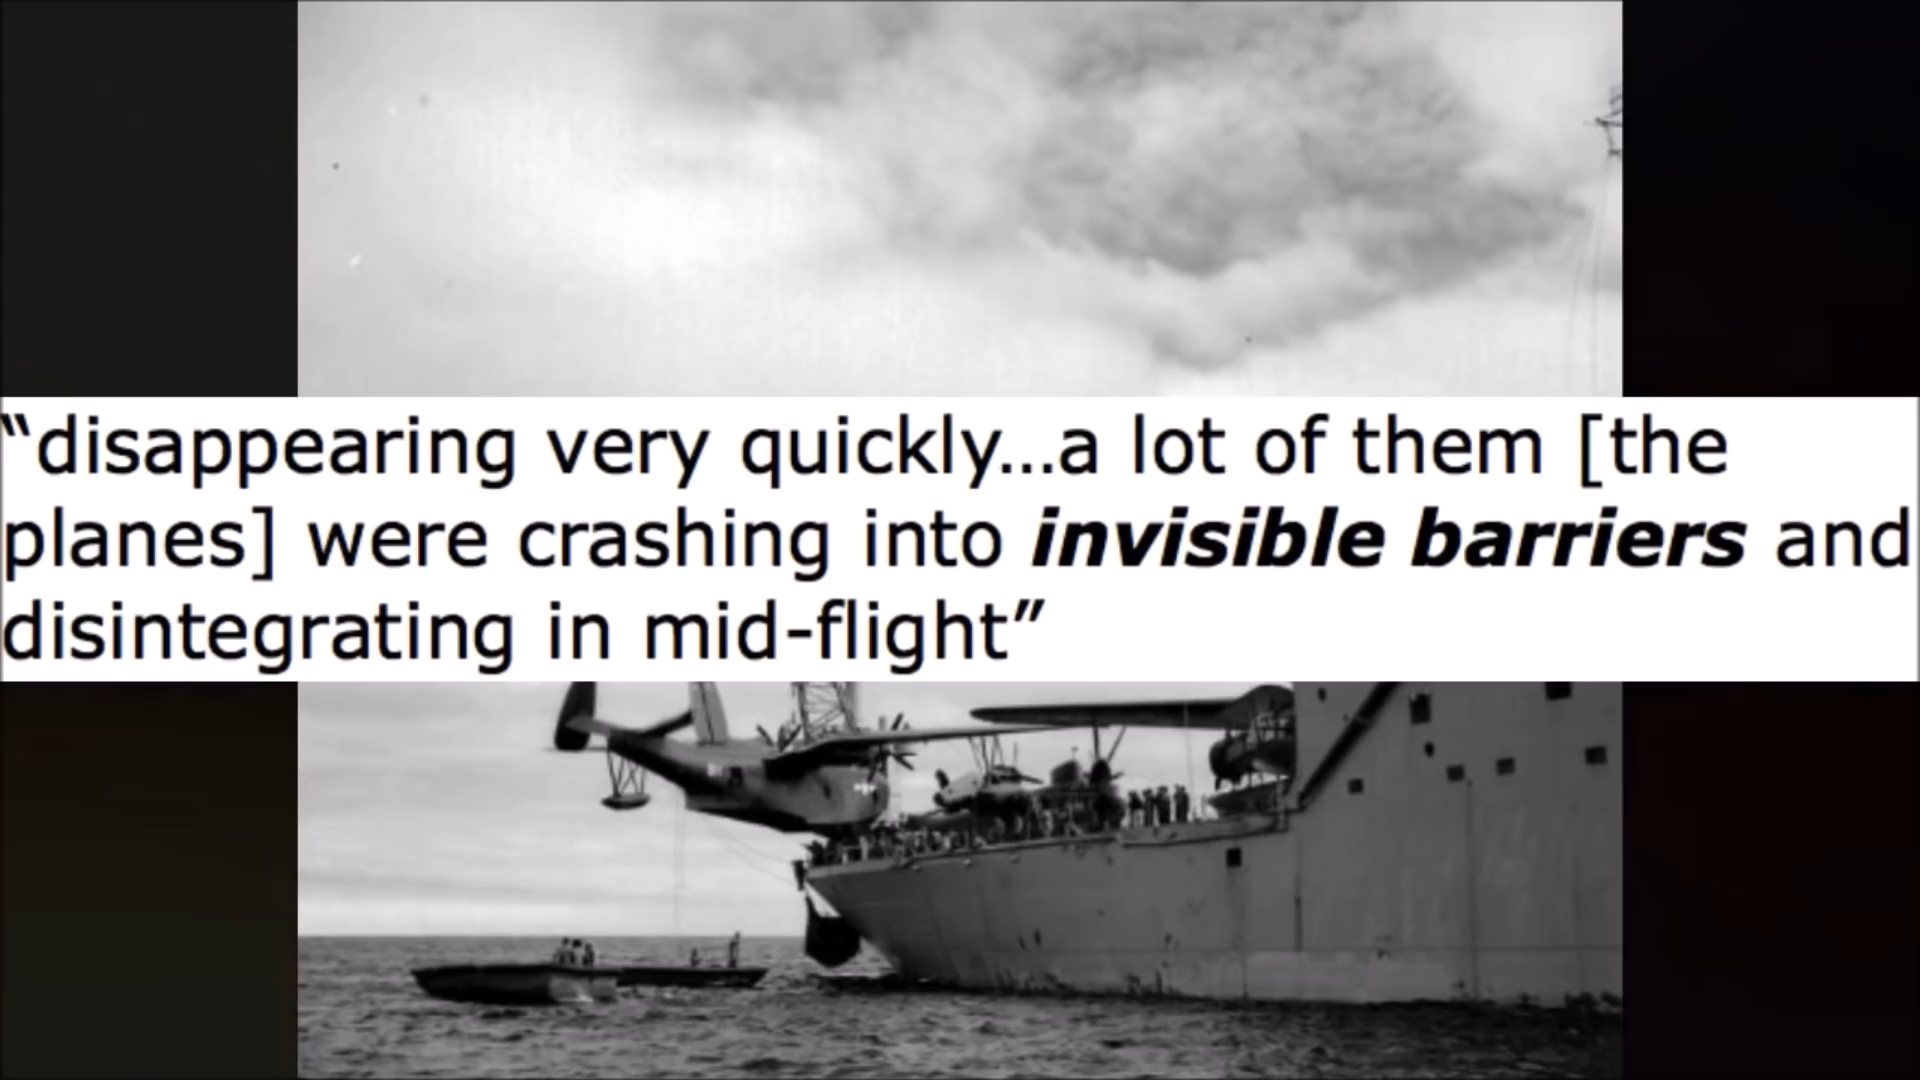 “disappearing very quickly...a lot of them [the
planes] were crashing into invisible barriers and
disintegrating in mid-flight”